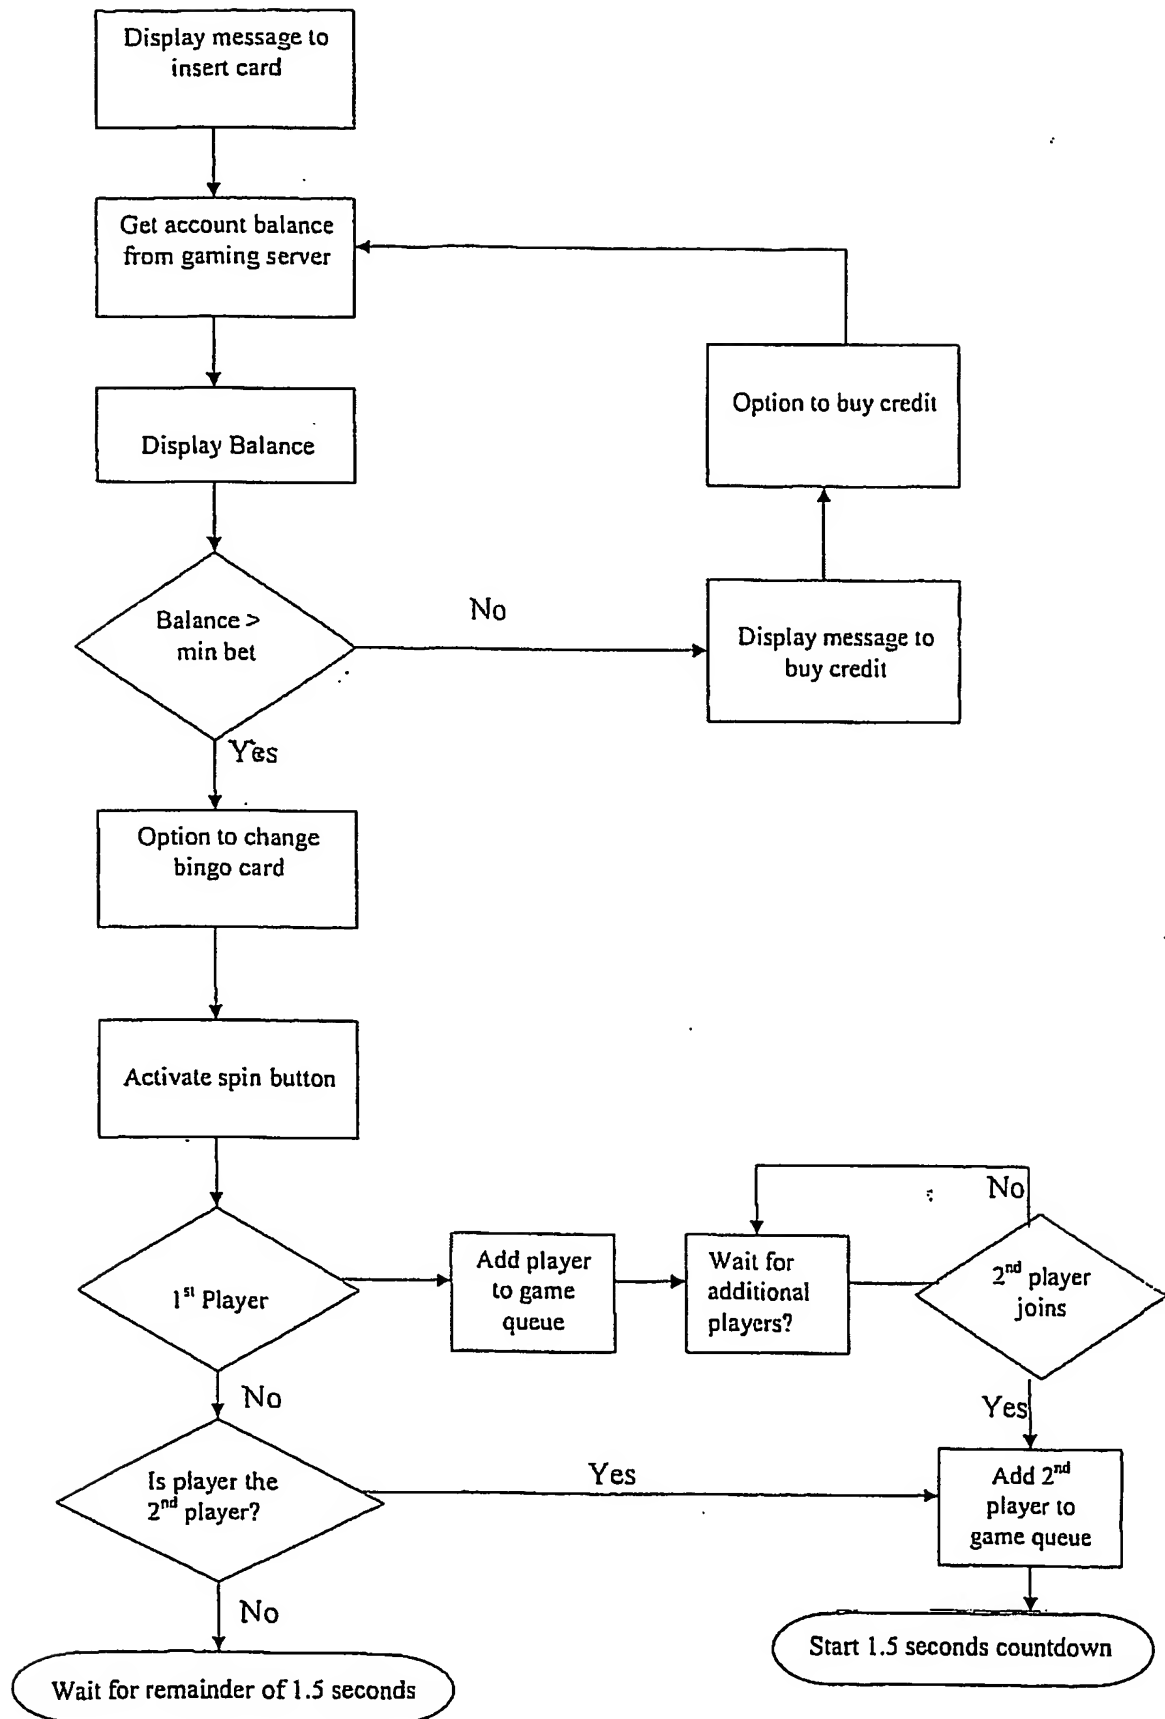 Display message to
insert card
Get account balance
from gaming server
Option to buy credit
Display Balance
No
Balance >
min bet
Display message to
buy credit
Yes
Option to change
bingo card
Activate spin button
No
1st Player
Add player
to game
queue
Wait for
additional
players?
2nd player
joins
No
Yes
Is player the
2nd player?
Yes
Add 2nd
player to
game queue
No
Start 1.5 seconds countdown
Wait for remainder of 1.5 seconds